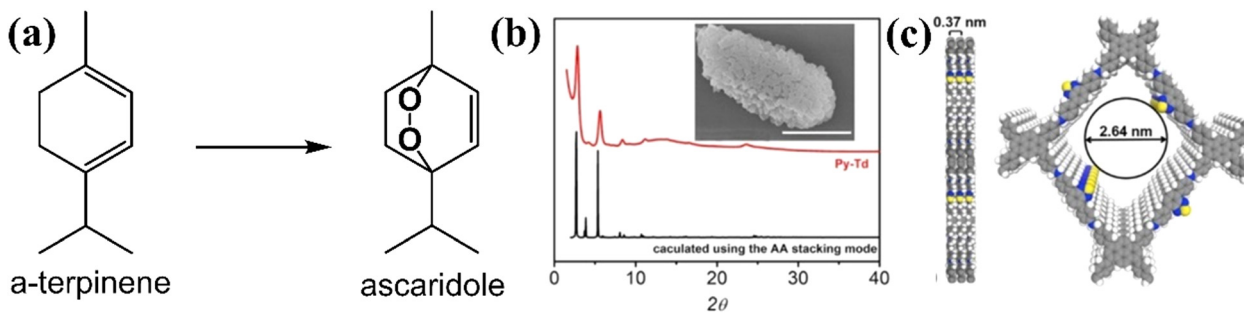 (a)
O
O
a-terpinene
ascaridole
(b)
Py-Td
caculated using the AA stacking mode
0
10
20
30
40
2θ
(c)
0.37 nm
2.64 nm